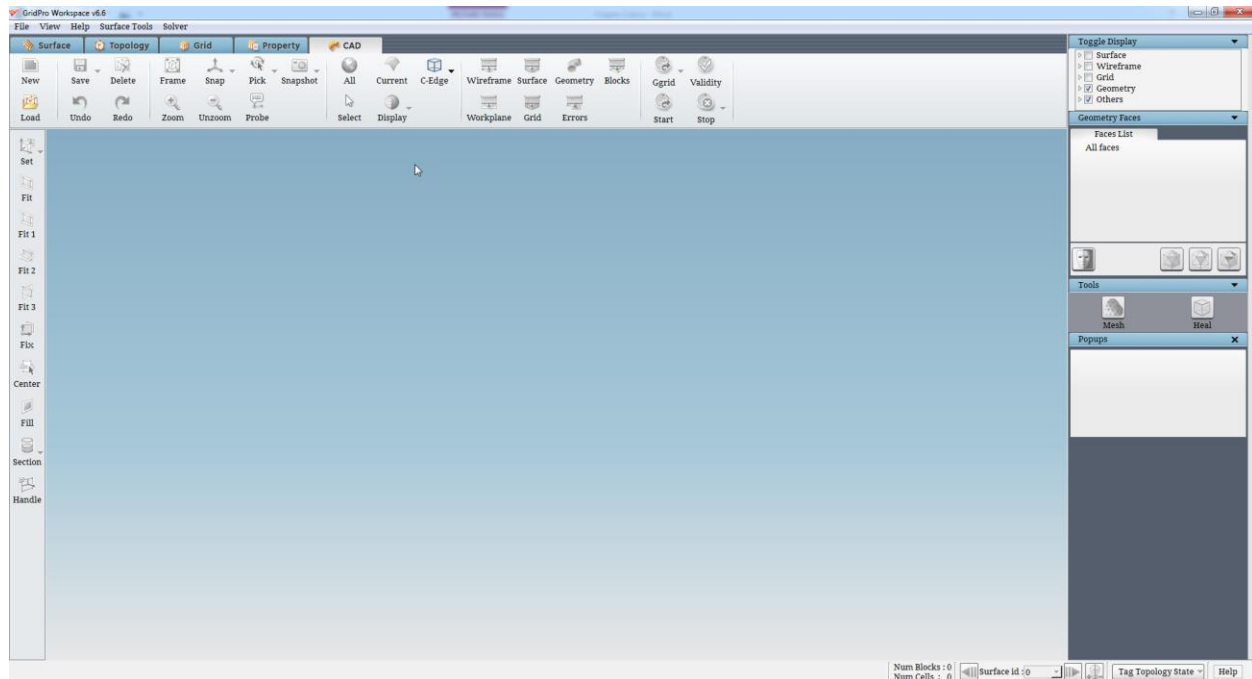 GridPro Workspace v6.6
File View Help Surface Tools Solver
Surface Topology Grid Property CAD
New Save Delete Frame Snap Pick Snapshot All Current C-Edge Wireframe Surface Geometry Blocks Ggrid Validity
Load Undo Redo Zoom Unzoom Probe Select Display Workplane Grid Errors Start Stop
Set
Fit
Fit 1
Fit 2
Fit 3
Fix
Center
Fill
Section
Handle
Toggle Display
Surface
Wireframe
Grid
Geometry
Others
Geometry Faces
Faces List
All faces
Tools
Mesh Heal
Popups
Num Blocks : 0
Num Cells : 0
Surface id : 0
Tag Topology State
Help